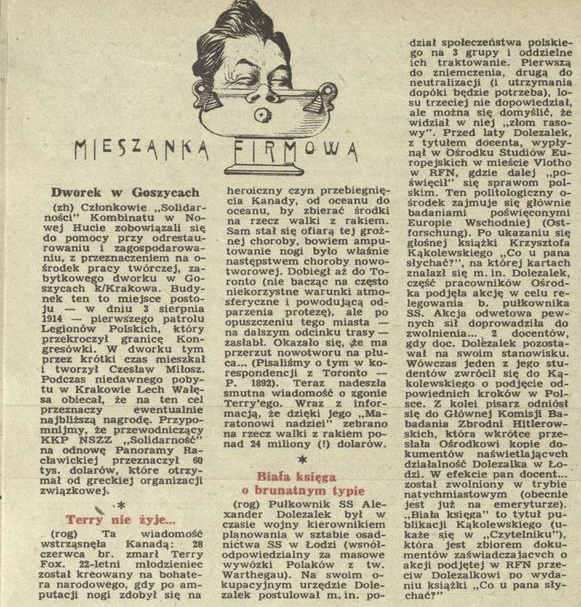 MIESZANKA FIRMOWA
Dworek w Goszycach
(zh) Członkowie „Solidar-
ności” Kombinatu w No-
wej Hucie zobowiązali się
do pomocy przy odrestau-
rowaniu i zagospodarowa-
niu, z przeznaczeniem na o-
środek pracy twórczej, za-
bytkowego dworku w Go-
szycach k/Krakowa. Budy-
nek ten to miejsce posto-
ju — w dniu 3 sierpnia
1914 — pierwszego patrolu
Legionów Polskich, który
przekroczył granicę Kon-
gresówki. W dworku tym
przez krótki czas mieszkał
i tworzył Czesław Miłosz.
Podczas niedawnego poby-
tu w Krakowie Lech Wałę-
sa obiecał, że na ten cel
przeznaczy ewentualnie
najbliższą nagrodę. Przypo-
mnijmy, że przewodniczący
KKP NSZZ „Solidarność”
na odnowę Panoramy Ra-
cławickiej przeznaczył 60
tys. dolarów, które otrzy-
mał od greckiej organizacji
związkowej.
*
Terry nie żyje...
(rog) Ta wiadomość
wstrząsnęła Kanadą: 28
czerwca br. zmarł Terry
Fox. 22-letni młodzieniec
został kreowany na bohate-
ra narodowego, gdy po am-
putacji nogi zdobył się na
heroiczny czyn przebiegnię-
cia Kanady, od oceanu do
oceanu, by zbierać środki
na rzecz walki z rakiem.
Sam stał się ofiarą tej groź-
nej choroby, bowiem ampu-
towanie nogi było właśnie
następstwem choroby nowo-
tworowej. Dobiegł aż do To-
ronto (nie bacząc na często
niekorzystne warunki atmo-
sferyczne i powodującą od-
parzenia protezę), ale po
opuszczeniu tego miasta —
na dalszym odcinku trasy —
zasłabł. Okazało się, że ma
przerzut nowotworu na płu-
ca... (Pisaliśmy o tym w ko-
respondencji z Toronto —
P. 1892). Teraz nadeszła
smutna wiadomość o zgonie
Terry'ego. Wraz z infor-
macją, że dzięki jego „Ma-
ratonowi nadziei” zebrano
na rzecz walki z rakiem po-
nad 24 miliony (!) dolarów.
*
Biała księga
o brunatnym typie
(rog) Pułkownik SS Ale-
xander Dolezalek był w
czasie wojny kierownikiem
planowania w sztabie osad-
nictwa SS w Łodzi (współ-
odpowiedzialny za masowe
wywózki Polaków w tw.
Warthegau). Na swoim o-
kupacyjnym urzędzie Dole-
zalek postulował m. in. po-
dział społeczeństwa polskie-
go na 3 grupy i oddzielne
ich traktowanie. Pierwszą
do zniemczenia, drugą do
neutralizacji (i utrzymania
dopóki będzie potrzeba), lo-
su trzeciej nie dopowiedział,
ale można się domyślić, że
widział w niej „złom raso-
wy”. Przed laty Dolezalek,
z tytułem docenta, wypły-
nął w Ośrodku Studiów Eu-
ropejskich w mieście Vlotho
w RFN, gdzie dalej „po-
święcił” się sprawom pol-
skim. Ten politologiczny o-
środek zajmuje się głównie
badaniami poświęconymi
Europie Wschodniej (Ost-
forschung). Po ukazaniu się
głośnej książki Krzysztofa
Kąkolewskiego „Co u pana
słychać?”, na której kartach
znalazł się m. in. Dolezalek,
część pracowników Ośrod-
ka podjęła akcję w celu re-
legowania b. pułkownika
SS. Akcja odwetowa pew-
nych sił doprowadziła do
zwolnienia... 2 docentów,
gdy doc. Dolezalek pozosta-
wał na swoim stanowisku.
Wówczas jeden z jego stu-
dentów zwrócił się do Ką-
kolewskiego o podjęcie od-
powiednich kroków w Pol-
sce. Z kolei pisarz odniósł
się do Głównej Komisji Ba-
badania Zbrodni Hitlerow-
skich, która wkrótce prze-
słała Ośrodkowi kopie do-
kumentów naświetlających
działalność Dolezalka w Ło-
dzi. W efekcie pan docent...
został zwolniony w trybie
natychmiastowym (obecnie
jest już na emeryturze).
„Biała księga” to tytuł pu-
blikacji Kąkolewskiego (u-
każe się w „Czytelniku”),
która jest zbiorem doku-
mentów zaświadczających o
akcji podjętej w RFN prze-
ciw Dolezalkowi po wyda-
niu książki „Co u pana sły-
chać?”